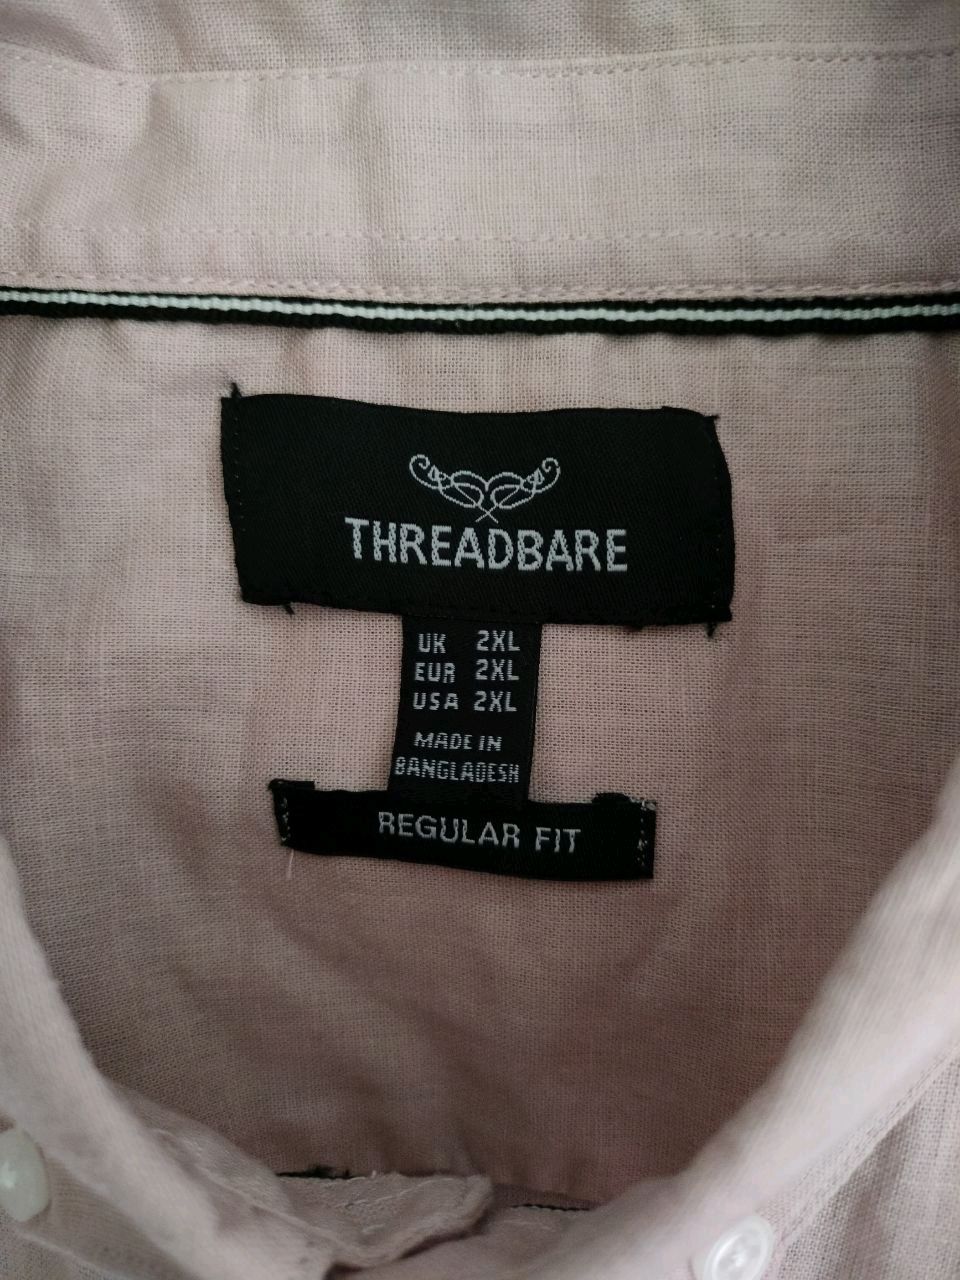 THREADBARE
UK 2XL
EUR 2XL
USA 2XL
MADE IN
BANGLADESH
REGULAR FIT